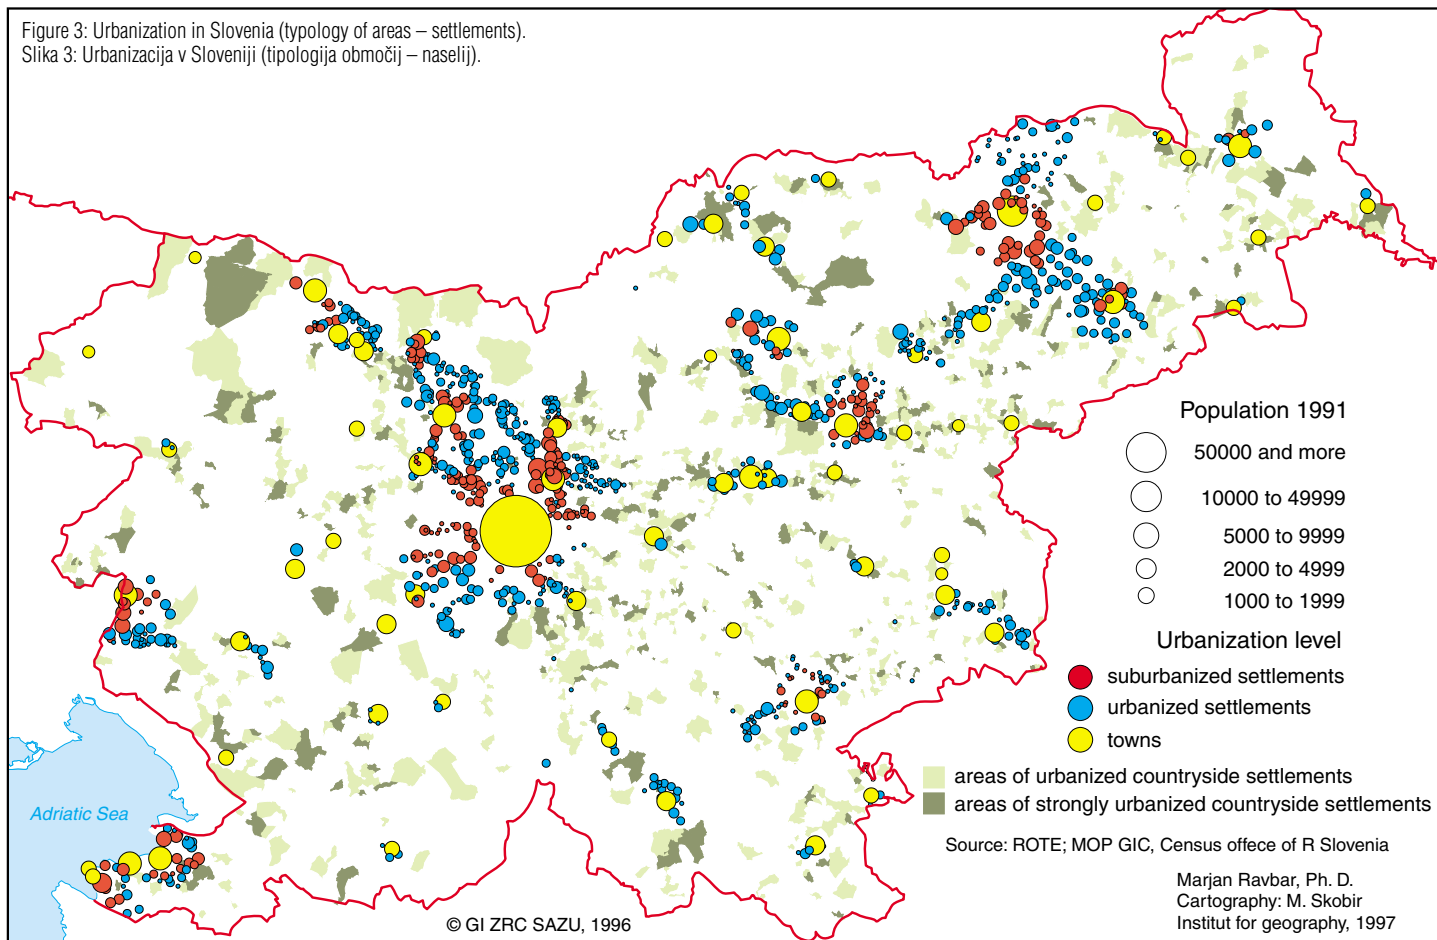 Figure 3: Urbanization in Slovenia (typology of areas – settlements).
Slika 3: Urbanizacija v Sloveniji (tipologija območij – naselij).
Population 1991
50000 and more
10000 to 49999
5000 to 9999
2000 to 4999
1000 to 1999
Urbanization level
suburbanized settlements
urbanized settlements
towns
areas of urbanized countryside settlements
areas of strongly urbanized countryside settlements
Adriatic Sea
Source: ROTE; MOP GIC, Census offece of R Slovenia
Marjan Ravbar, Ph. D.
Cartography: M. Skobir
Institut for geography, 1997
© GI ZRC SAZU, 1996